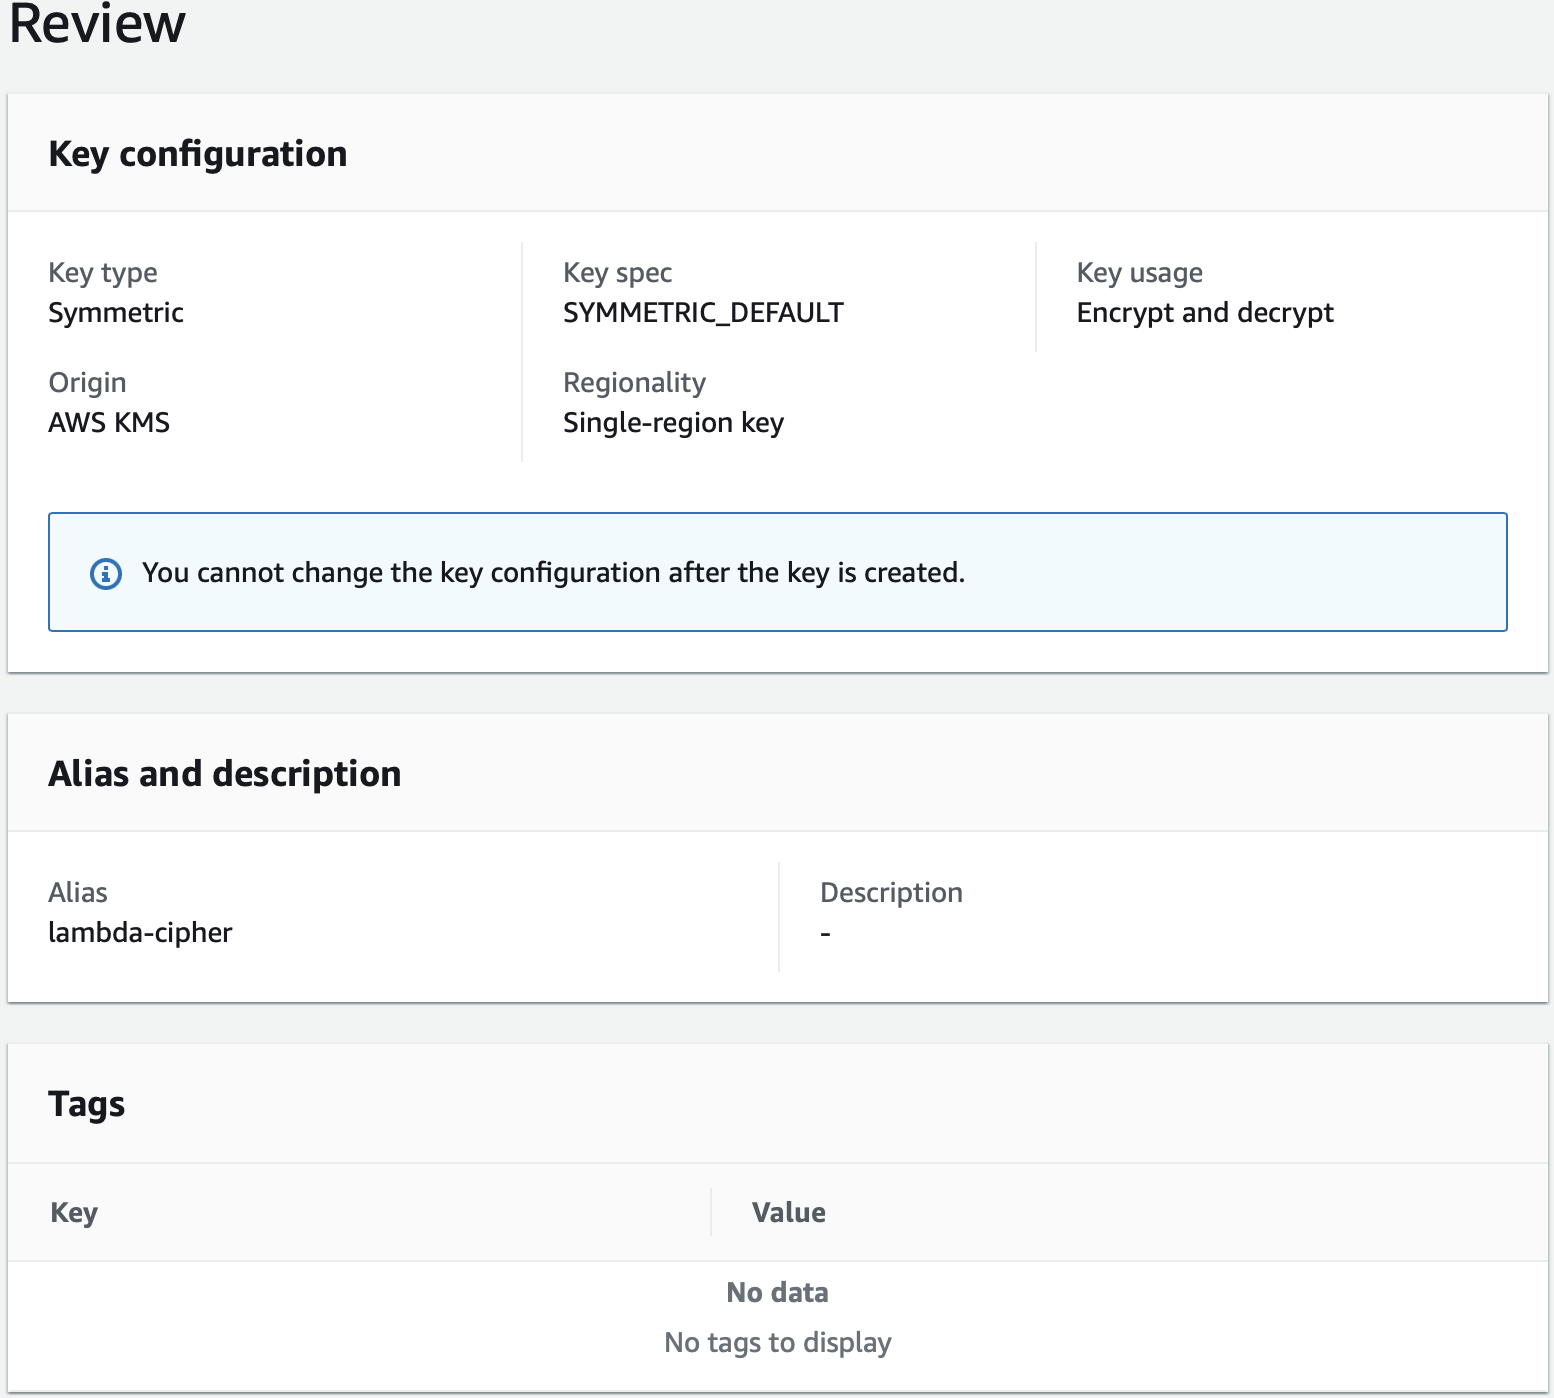 Review
Key configuration
Key type
Symmetric
Key spec
SYMMETRIC_DEFAULT
Key usage
Encrypt and decrypt
Origin
AWS KMS
Regionality
Single-region key
You cannot change the key configuration after the key is created.
Alias and description
Alias
lambda-cipher
Description
-
Tags
Key
Value
No data
No tags to display